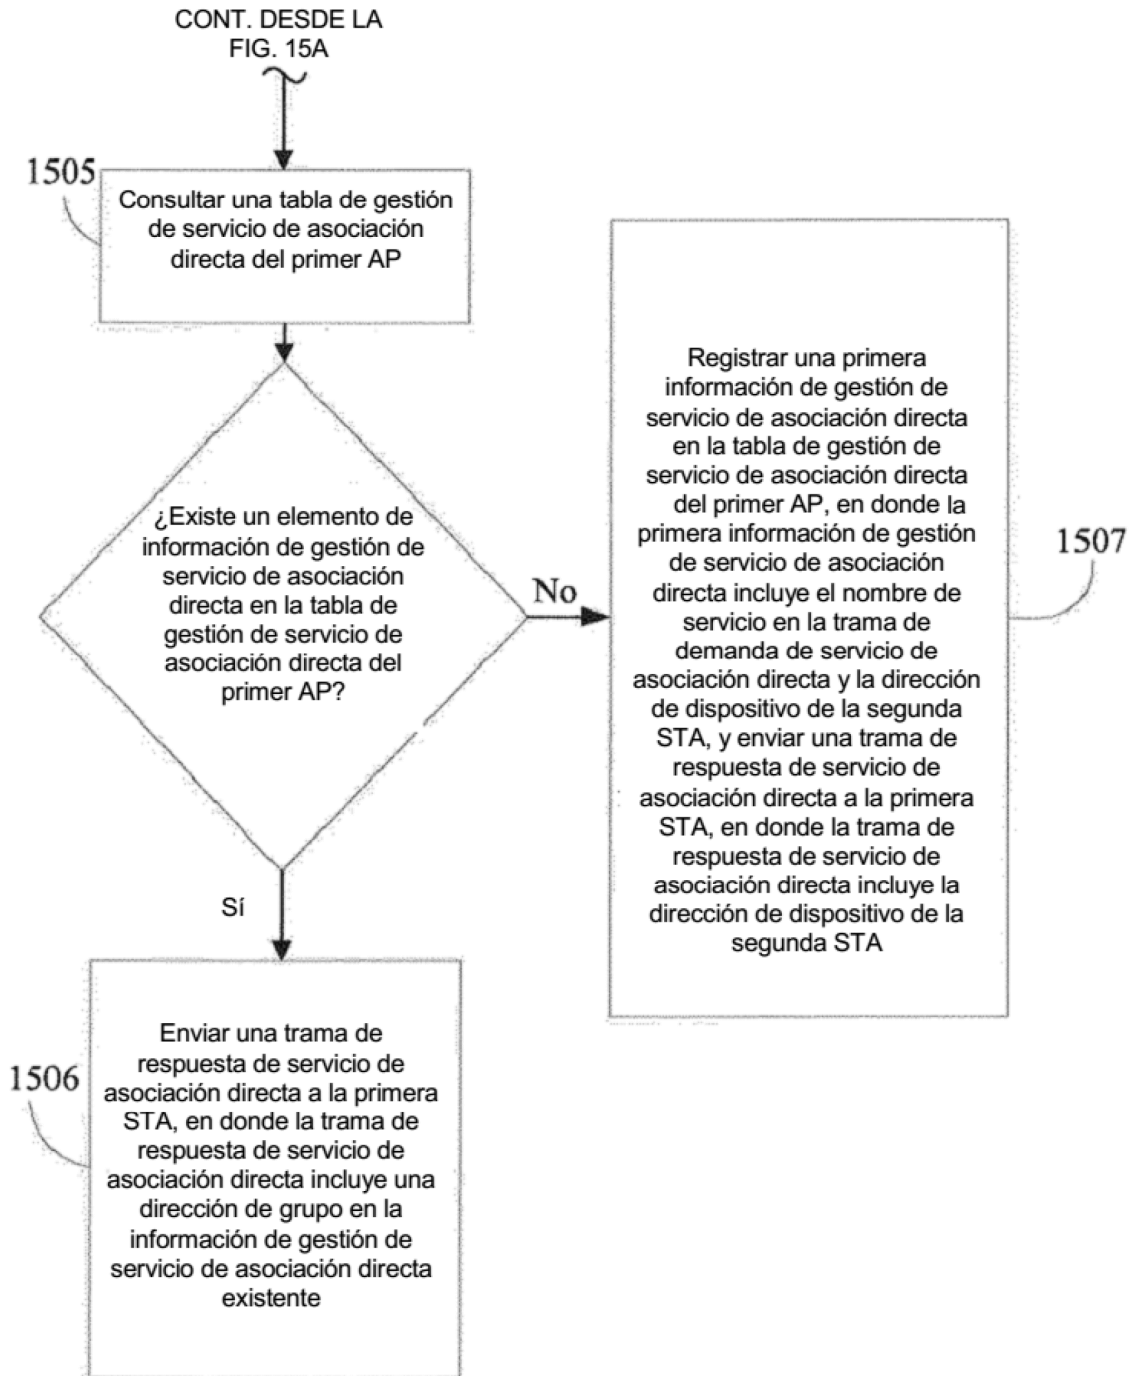 CONT. DESDE LA
FIG. 15A
1505
Consultar una tabla de gestión
de servicio de asociación
directa del primer AP
¿Existe un elemento de
información de gestión de
servicio de asociación
directa en la tabla de
gestión de servicio de
asociación directa del
primer AP?
No
Registrar una primera
información de gestión de
servicio de asociación directa
en la tabla de gestión de
servicio de asociación directa
del primer AP, en donde la
primera información de gestión
de servicio de asociación
directa incluye el nombre de
servicio en la trama de
demanda de servicio de
asociación directa y la dirección
de dispositivo de la segunda
STA, y enviar una trama de
respuesta de servicio de
asociación directa a la primera
STA, en donde la trama de
respuesta de servicio de
asociación directa incluye la
dirección de dispositivo de la
segunda STA
1507
Sí
1506
Enviar una trama de
respuesta de servicio de
asociación directa a la primera
STA, en donde la trama de
respuesta de servicio de
asociación directa incluye una
dirección de grupo en la
información de gestión de
servicio de asociación directa
existente